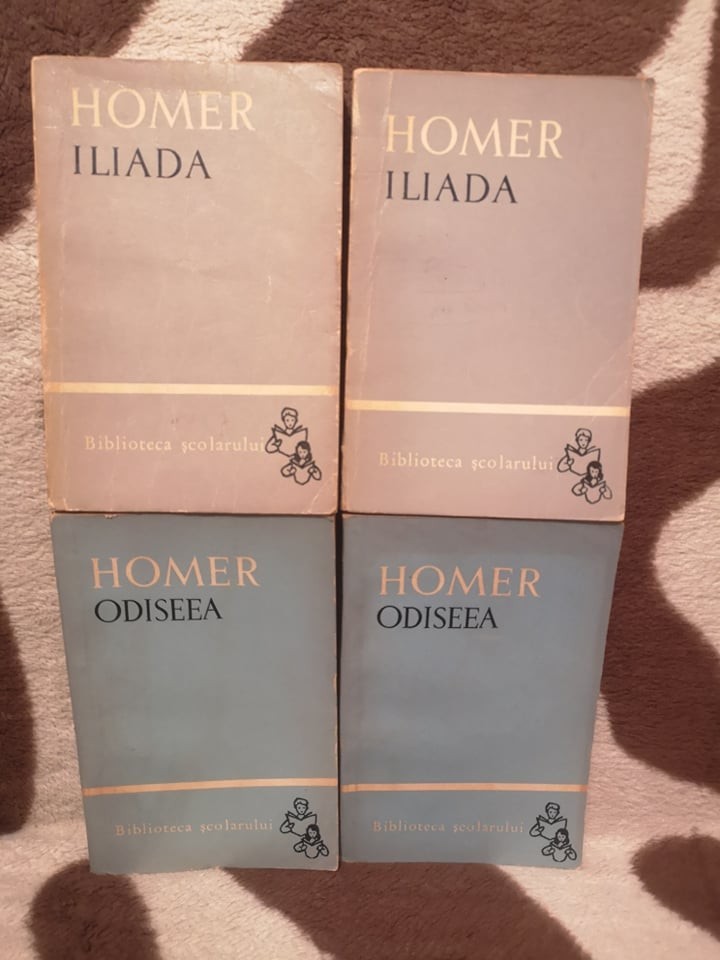 HOMER
ILIADA
Biblioteca școlarului
HOMER
ILIADA
Biblioteca școlarului
HOMER
ODISEEA
Biblioteca școlarului
HOMER
ODISEEA
Biblioteca școlarului